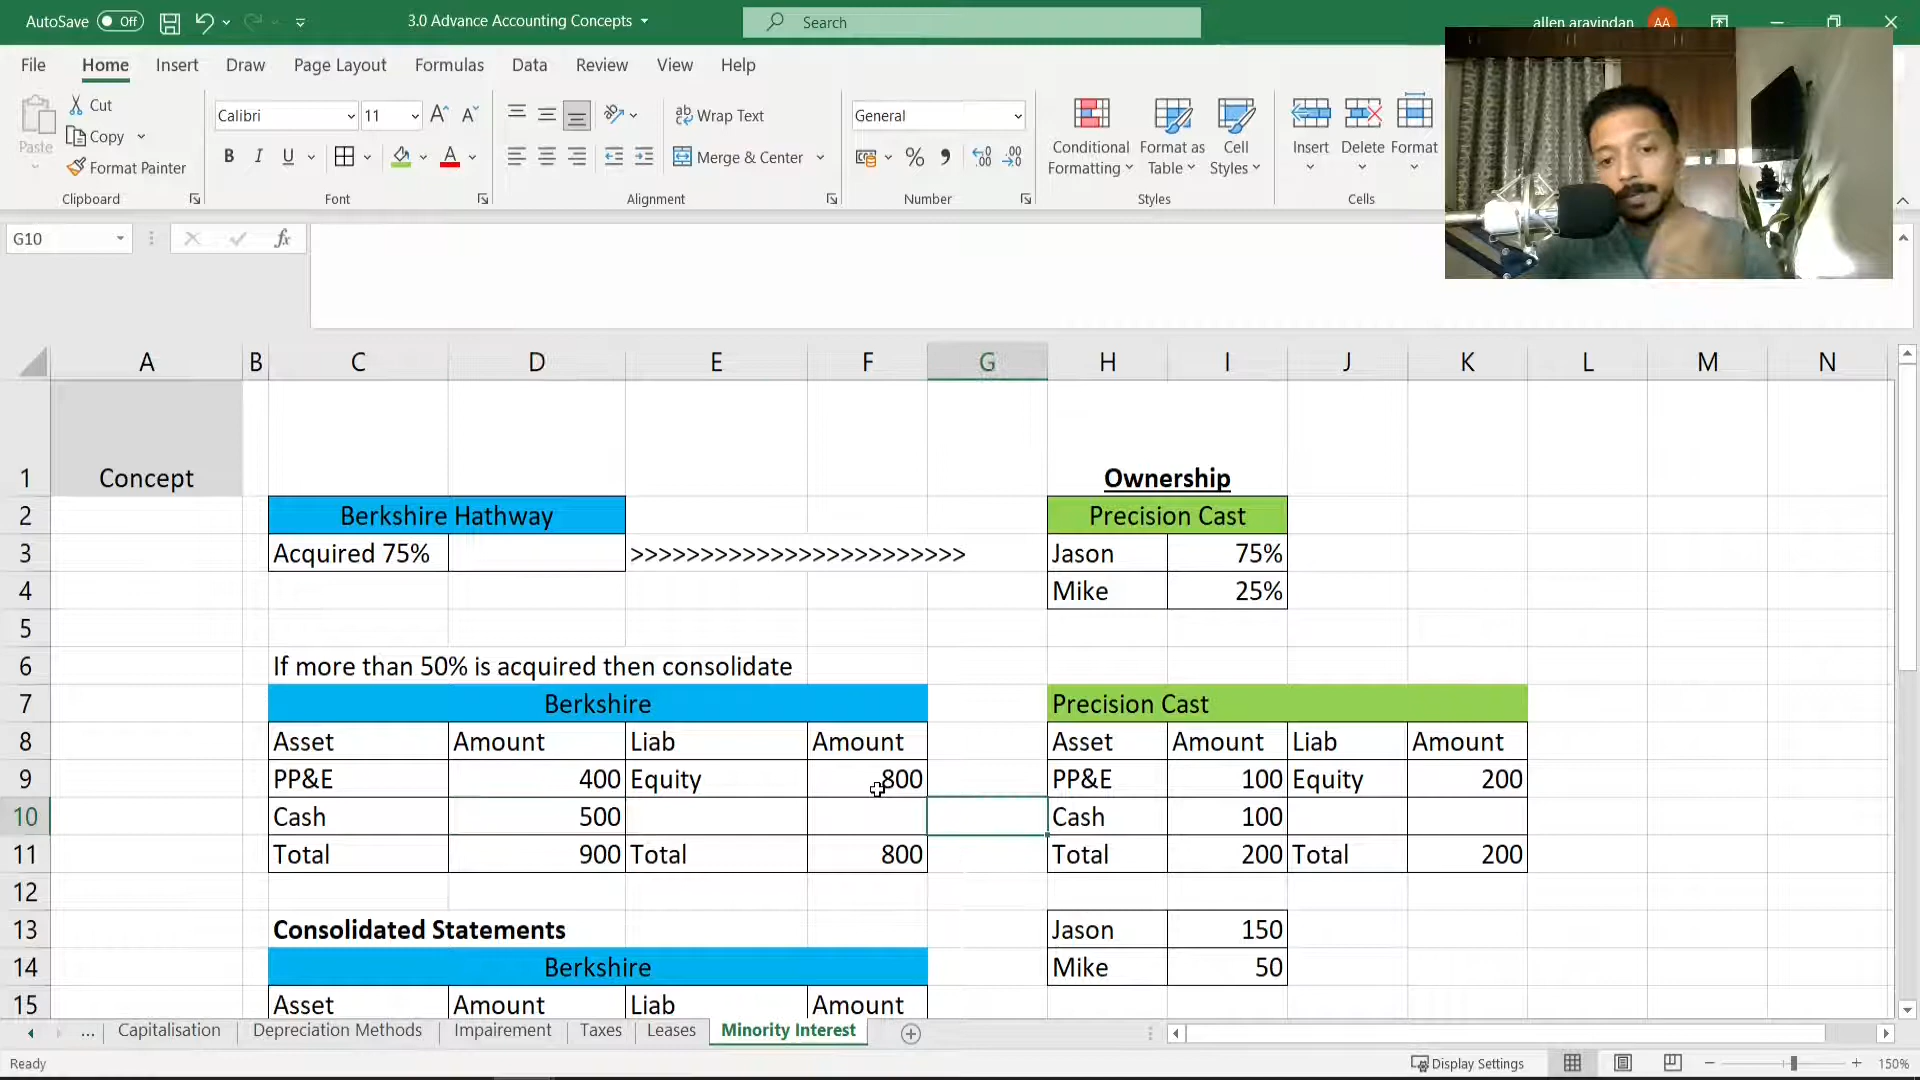 AutoSave Off 3.0 Advance Accounting Concepts Search allen aravindan AA
File Home Insert Draw Page Layout Formulas Data Review View Help
Paste Cut Copy Format Painter Clipboard
Calibri 11 B I U Font
Wrap Text Merge & Center Alignment
General % Number
Conditional Formatting Format as Table Cell Styles Styles
Insert Delete Format Cells
G10 fx
A B C D E F G H I J K L M N
1 Concept Ownership
2 Berkshire Hathway Precision Cast
3 Acquired 75% >>>>>>>>>>>>>>>>>>>>>>>> Jason 75%
4 Mike 25%
5
6 If more than 50% is acquired then consolidate
7 Berkshire Precision Cast
8 Asset Amount Liab Amount Asset Amount Liab Amount
9 PP&E 400 Equity 800 PP&E 100 Equity 200
10 Cash 500 Cash 100
11 Total 900 Total 800 Total 200 Total 200
12
13 Consolidated Statements Jason 150
14 Berkshire Mike 50
15 Asset Amount Liab Amount
... Capitalisation Depreciation Methods Impairement Taxes Leases Minority Interest
Ready Display Settings 150%